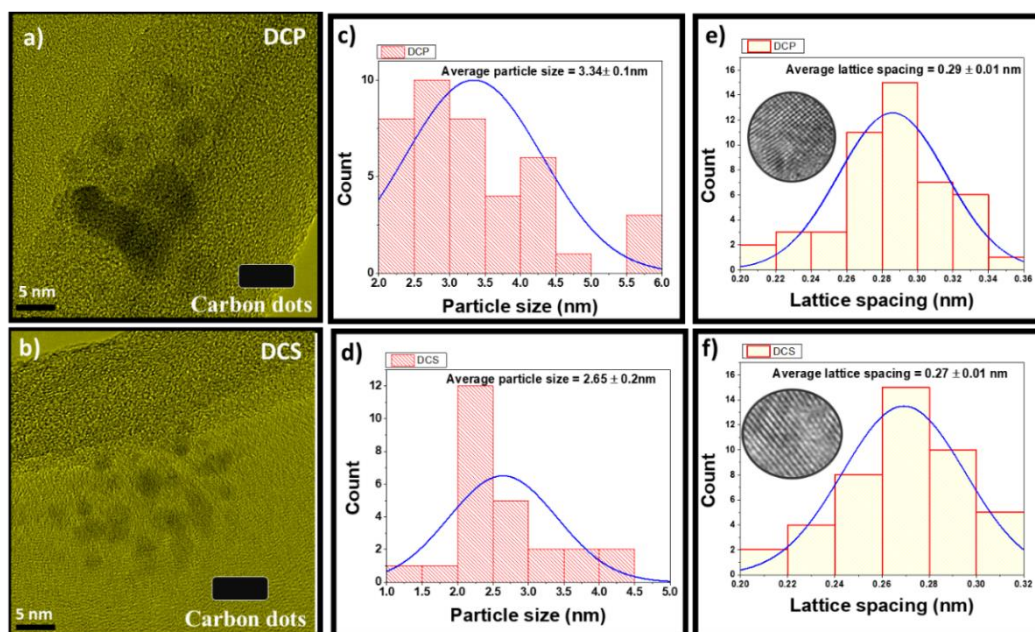 a)
DCP
5 nm
Carbon dots
b)
DCS
5 nm
Carbon dots
c)
DCP
Average particle size = 3.34± 0.1nm
10
5
0
Count
2.0 2.5 3.0 3.5 4.0 4.5 5.0 5.5 6.0
Particle size (nm)
d)
DCS
Average particle size = 2.65 ± 0.2nm
12
10
8
6
4
2
0
Count
1.0 1.5 2.0 2.5 3.0 3.5 4.0 4.5 5.0
Particle size (nm)
e)
DCP
Average lattice spacing = 0.29 ± 0.01 nm
16
14
12
10
8
6
4
2
0
Count
0.20 0.22 0.24 0.26 0.28 0.30 0.32 0.34 0.36
Lattice spacing (nm)
f)
DCS
Average lattice spacing = 0.27 ± 0.01 nm
16
14
12
10
8
6
4
2
0
Count
0.20 0.22 0.24 0.26 0.28 0.30 0.32
Lattice spacing (nm)